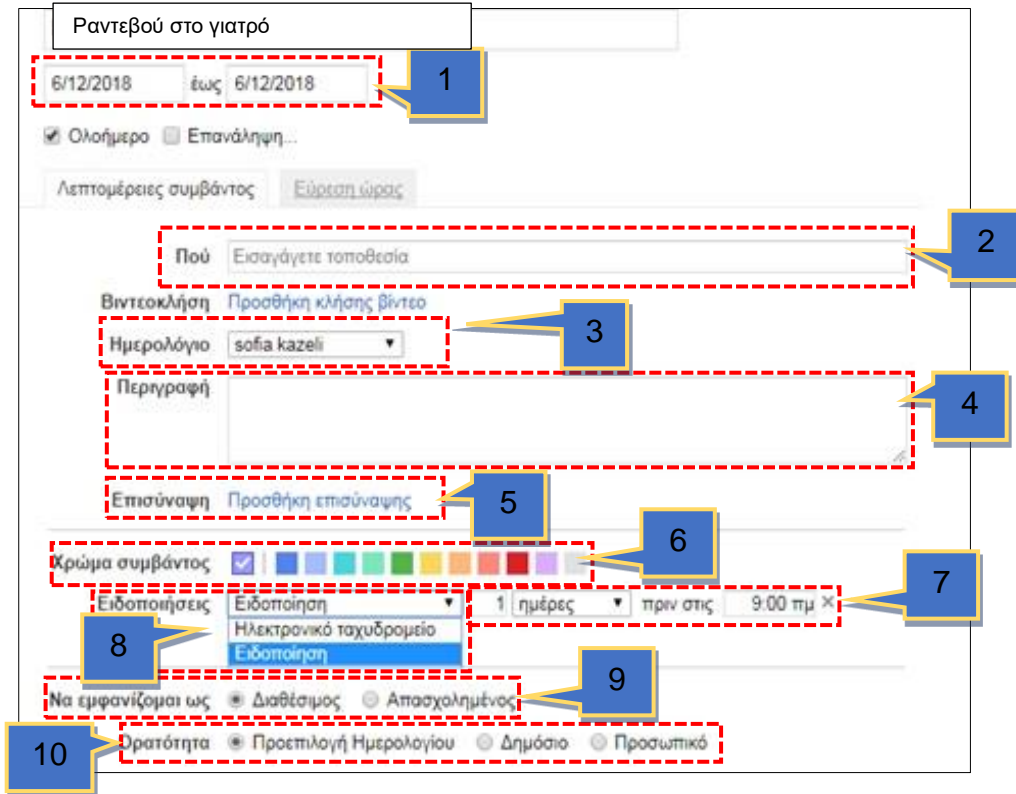 Ραντεβού στο γιατρό
6/12/2018 έως 6/12/2018
1
Ολοήμερο Επανάληψη...
Λεπτομέρειες συμβάντος Εύρεση ώρας
2
Πού Εισαγάγετε τοποθεσία
Βιντεοκλήση Προσθήκη κλήσης βίντεο
3
Ημερολόγιο sofia kazeli
Περιγραφή
4
Επισύναψη Προσθήκη επισύναψης
5
6
Χρώμα συμβάντος
7
Ειδοποιήσεις Ειδοποίηση 1 ημέρες πριν στις 9:00 πμ ×
Ηλεκτρονικό ταχυδρομείο
8
Ειδοποίηση
9
Να εμφανίζομαι ως Διαθέσιμος Απασχολημένος
10
Ορατότητα Προεπιλογή Ημερολογίου Δημόσιο Προσωπικό